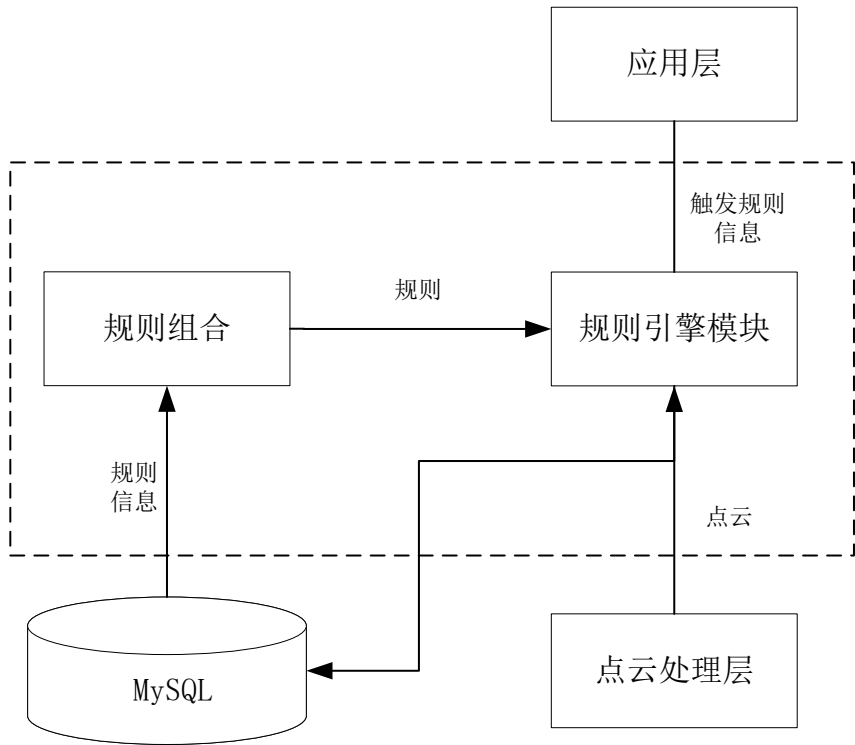 应用层
触发规则
信息
规则
规则组合
规则引擎模块
规则
信息
点云
MySQL
点云处理层